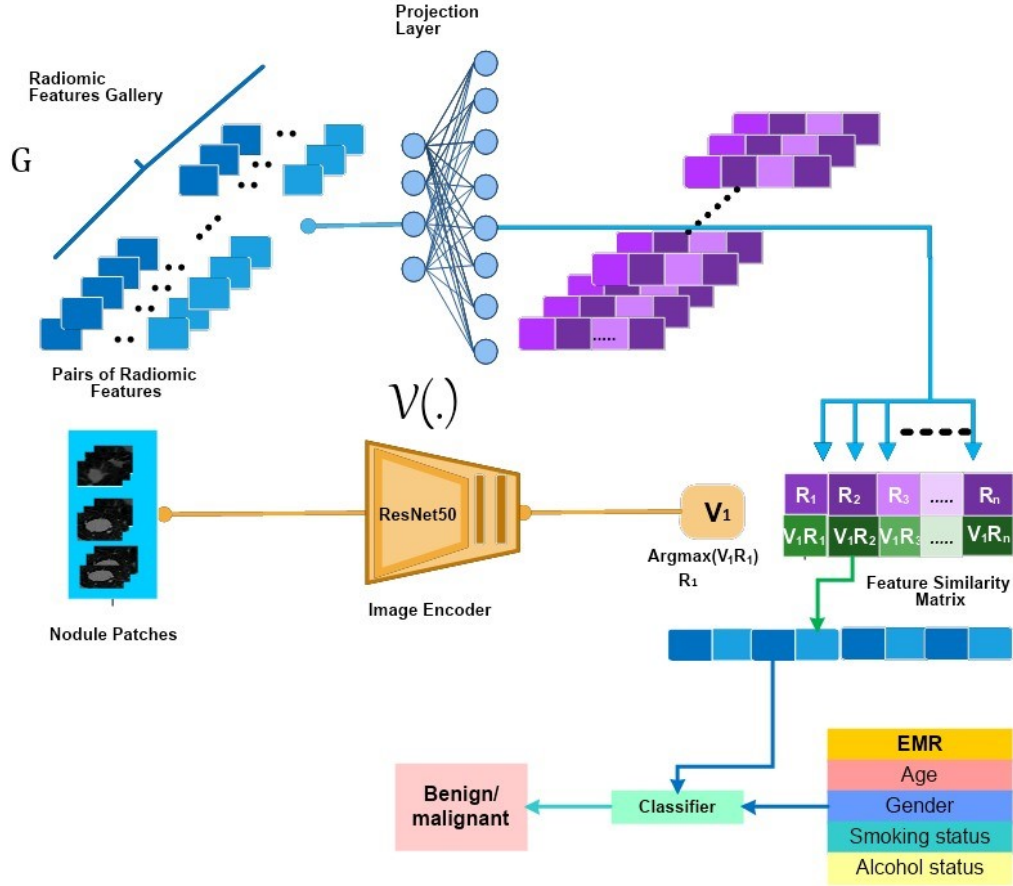 Projection
Layer
Radiomic
Features Gallery
G
Pairs of Radiomic
Features
.....
V(.)
ResNet50
Image Encoder
Nodule Patches
V₁
Argmax(V₁R₁)
R₁
R₁ R₂ R₃ ..... Rₙ
V₁R₁ V₁R₂ V₁R₃ ..... V₁Rₙ
Feature Similarity
Matrix
Benign/
malignant
Classifier
EMR
Age
Gender
Smoking status
Alcohol status